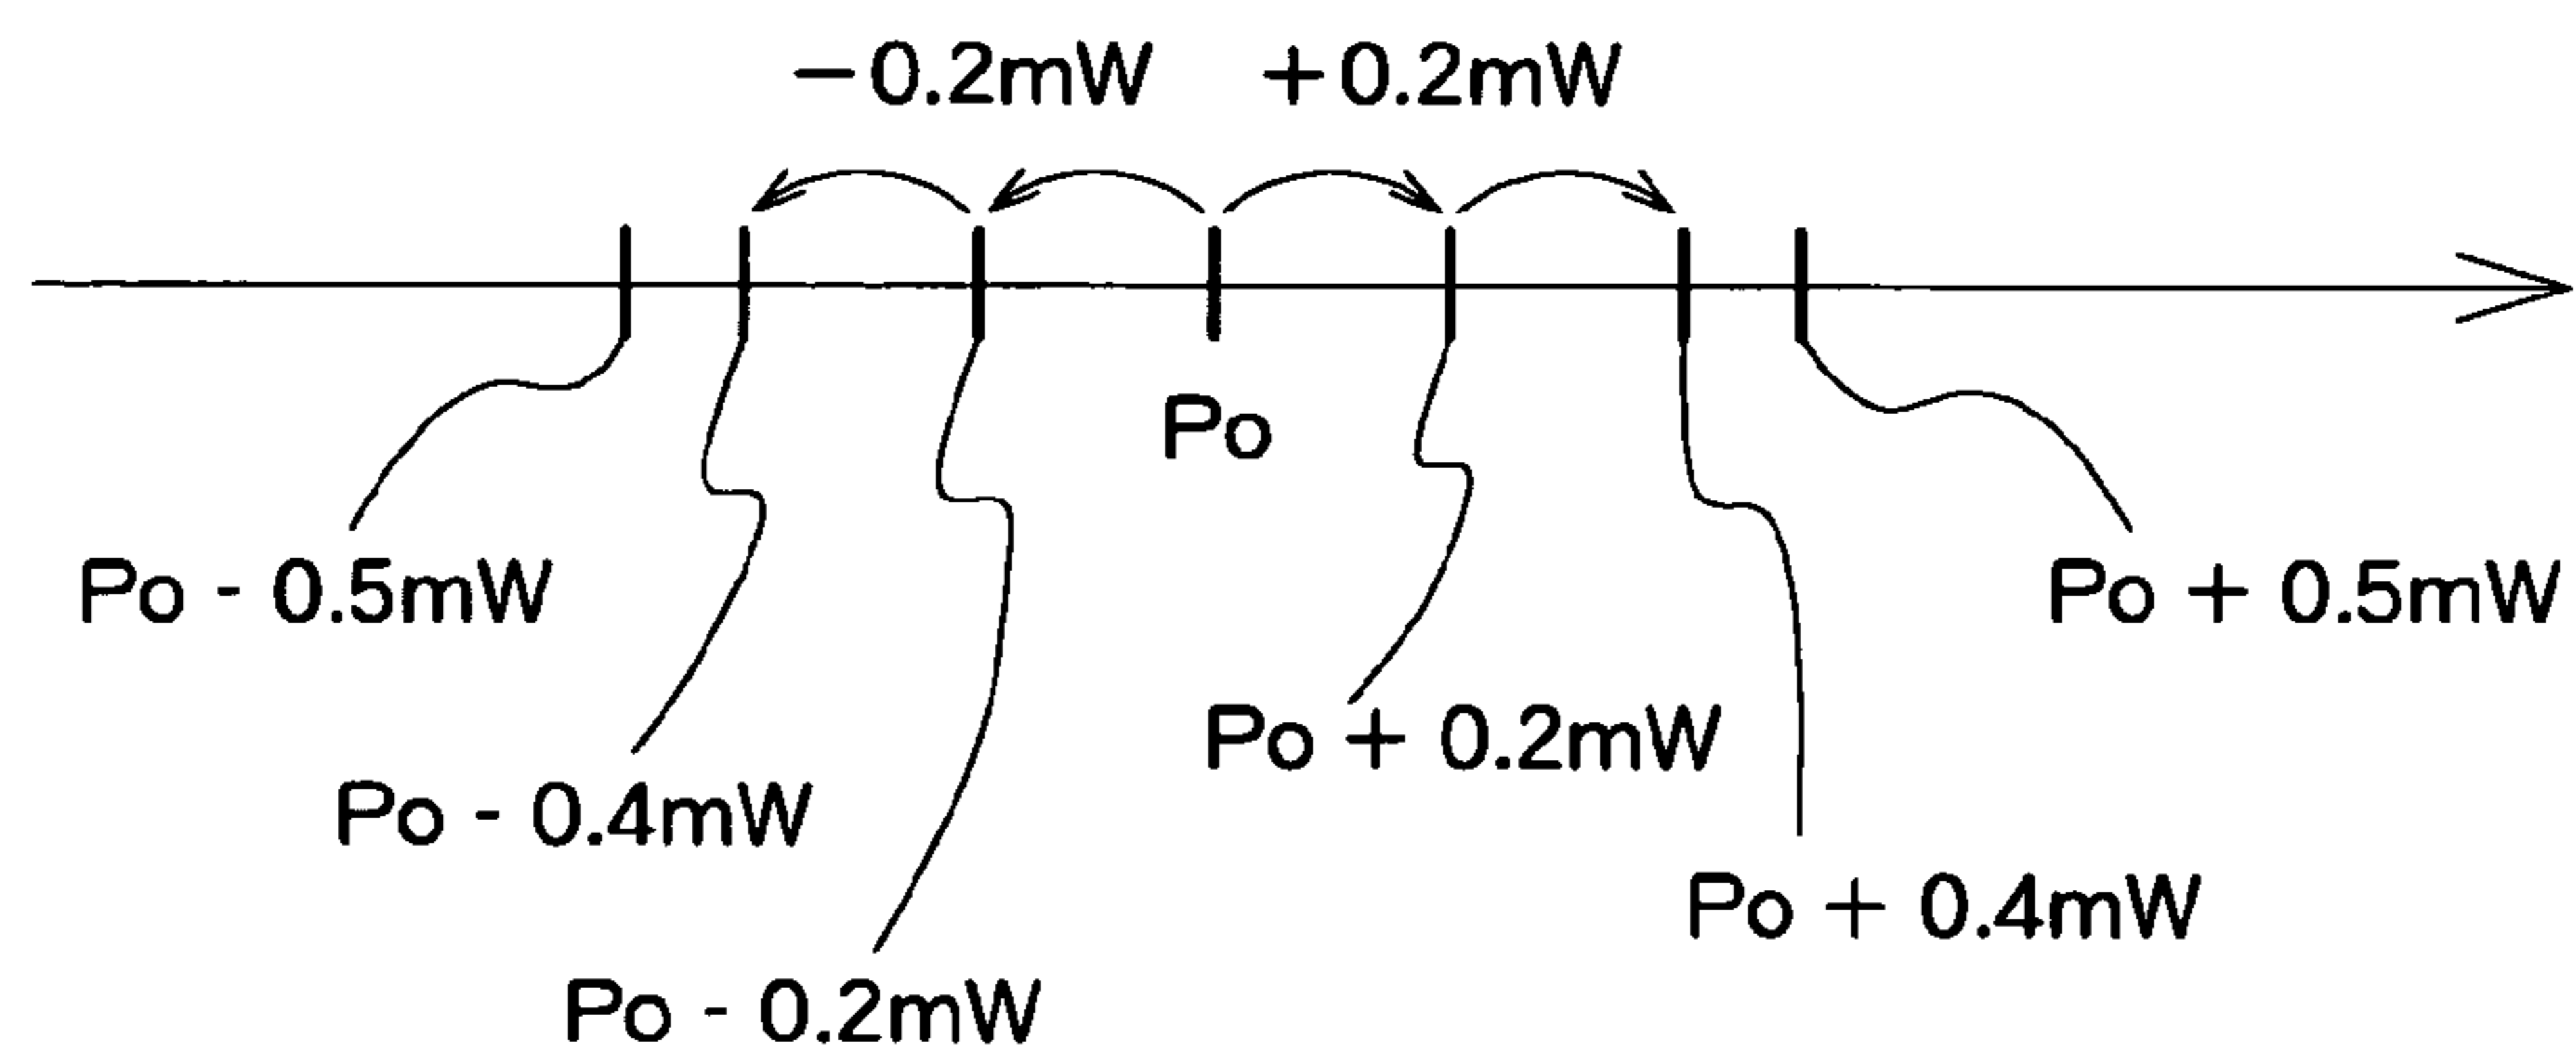 −0.2mW +0.2mW
Po
Po - 0.5mW Po + 0.5mW
Po + 0.2mW
Po - 0.4mW
Po + 0.4mW
Po - 0.2mW